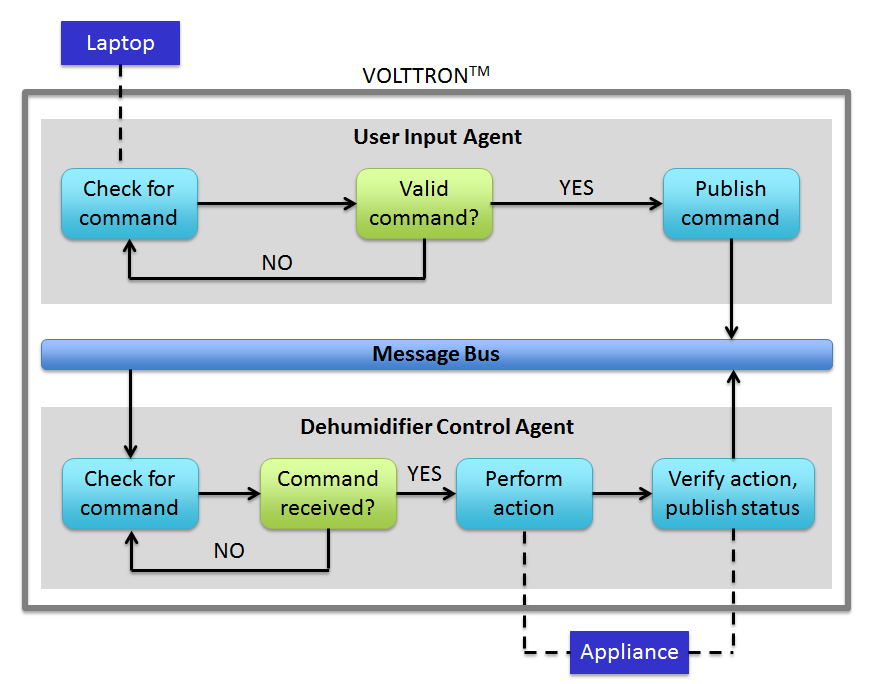 Laptop
VOLTTRON™
User Input Agent
Check for
command
Valid
command?
YES
Publish
command
NO
Message Bus
Dehumidifier Control Agent
Check for
command
Command
received?
YES
Perform
action
Verify action,
publish status
NO
Appliance